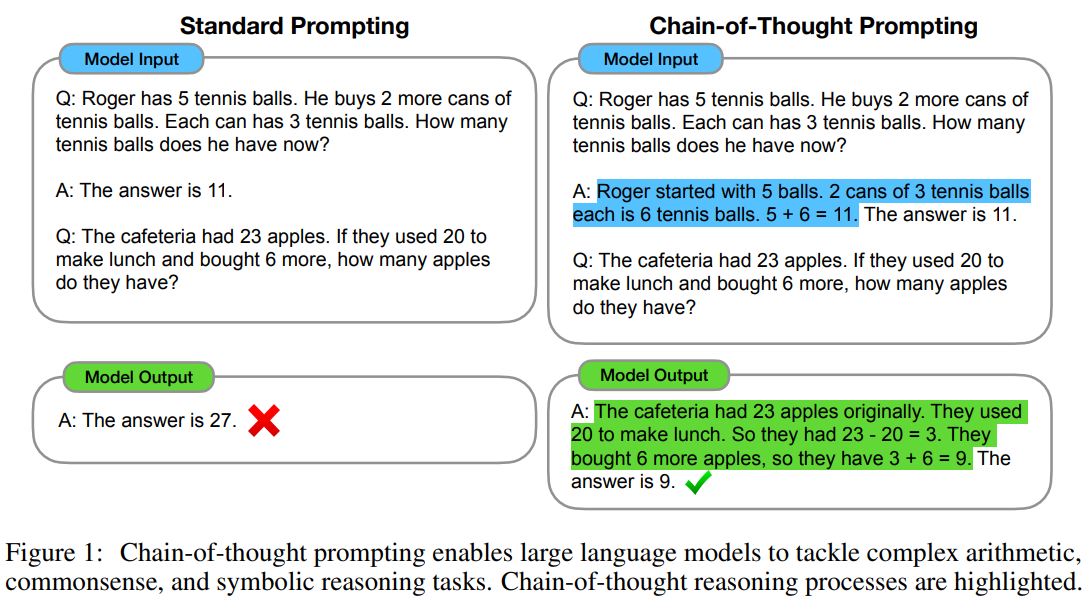 Standard Prompting
Model Input
Q: Roger has 5 tennis balls. He buys 2 more cans of
tennis balls. Each can has 3 tennis balls. How many
tennis balls does he have now?
A: The answer is 11.
Q: The cafeteria had 23 apples. If they used 20 to
make lunch and bought 6 more, how many apples
do they have?
Model Output
A: The answer is 27.
Chain-of-Thought Prompting
Model Input
Q: Roger has 5 tennis balls. He buys 2 more cans of
tennis balls. Each can has 3 tennis balls. How many
tennis balls does he have now?
A: Roger started with 5 balls. 2 cans of 3 tennis balls
each is 6 tennis balls. 5 + 6 = 11. The answer is 11.
Q: The cafeteria had 23 apples. If they used 20 to
make lunch and bought 6 more, how many apples
do they have?
Model Output
A: The cafeteria had 23 apples originally. They used
20 to make lunch. So they had 23 - 20 = 3. They
bought 6 more apples, so they have 3 + 6 = 9. The
answer is 9.
Figure 1: Chain-of-thought prompting enables large language models to tackle complex arithmetic,
commonsense, and symbolic reasoning tasks. Chain-of-thought reasoning processes are highlighted.